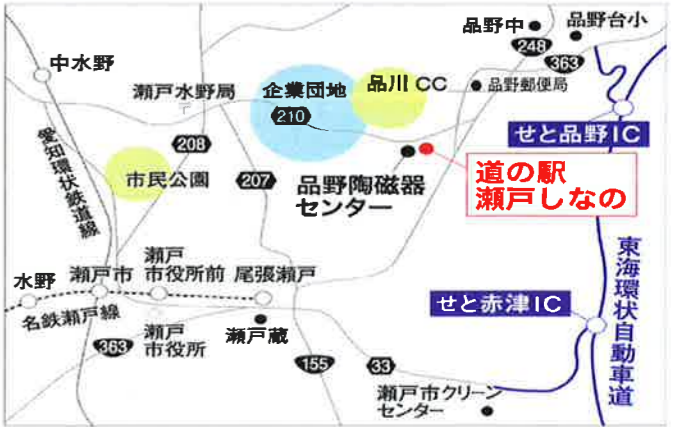 品野中
品野台小
248
363
中水野
瀬戸水野局
企業団地
品川 CC
品野郵便局
210
せと品野IC
愛知環状鉄道線
208
207
市民公園
品野陶磁器
センター
道の駅
瀬戸しなの
東海環状自動車道
水野
瀬戸市
瀬戸
市役所前
尾張瀬戸
せと赤津IC
名鉄瀬戸線
瀬戸
市役所
瀬戸蔵
363
155
33
瀬戸市クリーン
センター